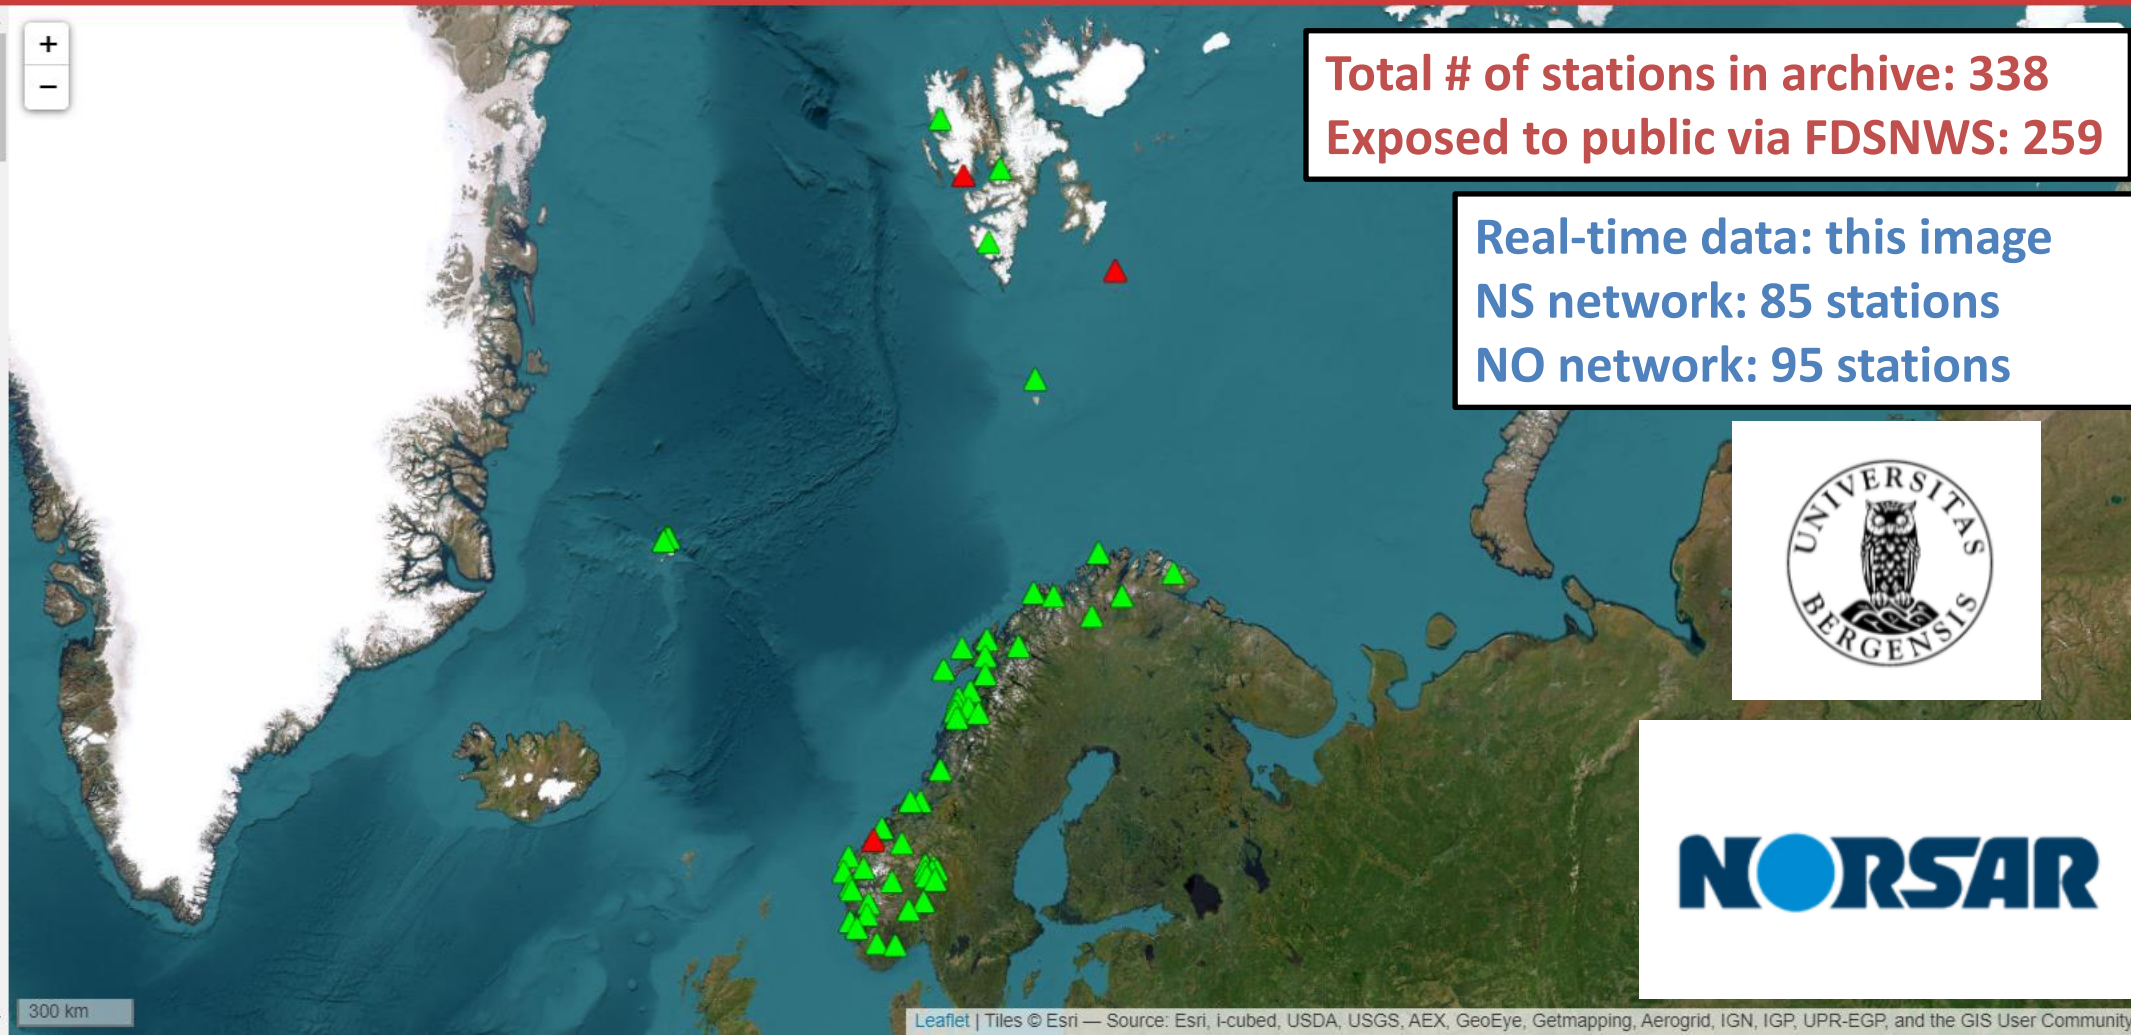 +
−
Total # of stations in archive: 338
Exposed to public via FDSNWS: 259
Real-time data: this image
NS network: 85 stations
NO network: 95 stations
UNIVERSITAS
BERGENSIS
NORSAR
300 km
Leaflet | Tiles © Esri — Source: Esri, i-cubed, USDA, USGS, AEX, GeoEye, Getmapping, Aerogrid, IGN, IGP, UPR-EGP, and the GIS User Community